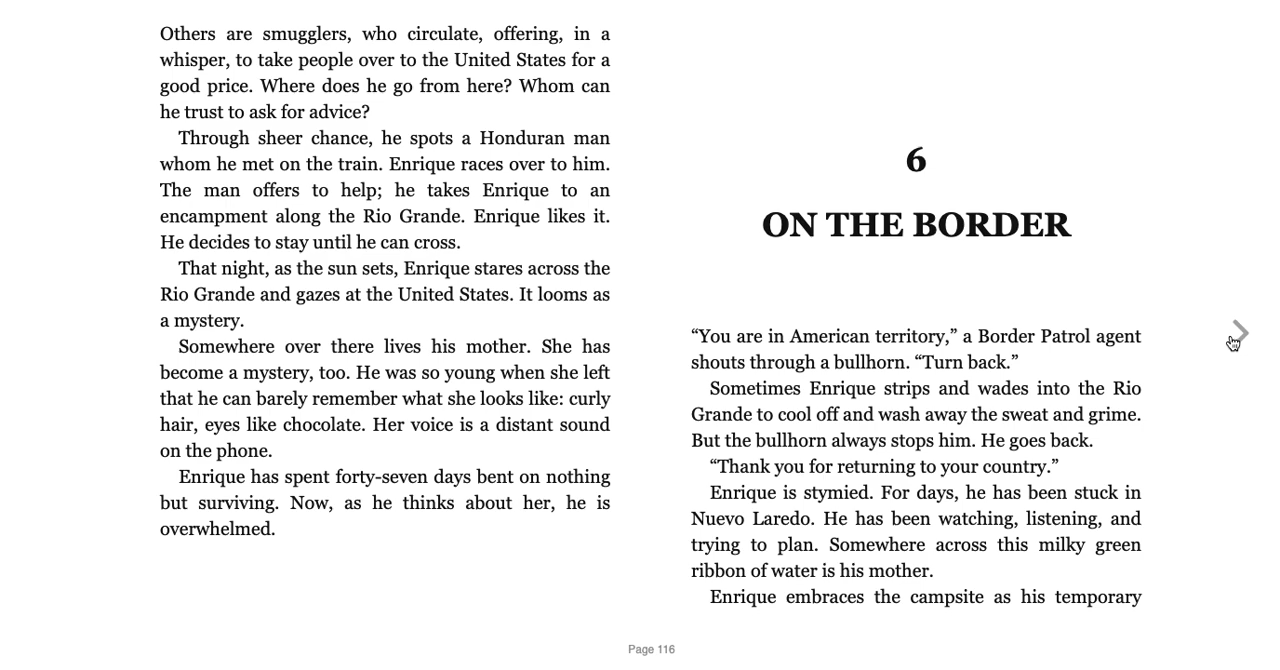 Others are smugglers, who circulate, offering, in a
whisper, to take people over to the United States for a
good price. Where does he go from here? Whom can
he trust to ask for advice?
Through sheer chance, he spots a Honduran man
whom he met on the train. Enrique races over to him.
The man offers to help; he takes Enrique to an
encampment along the Rio Grande. Enrique likes it.
He decides to stay until he can cross.
That night, as the sun sets, Enrique stares across the
Rio Grande and gazes at the United States. It looms as
a mystery.
Somewhere over there lives his mother. She has
become a mystery, too. He was so young when she left
that he can barely remember what she looks like: curly
hair, eyes like chocolate. Her voice is a distant sound
on the phone.
Enrique has spent forty-seven days bent on nothing
but surviving. Now, as he thinks about her, he is
overwhelmed.
6
ON THE BORDER
“You are in American territory,” a Border Patrol agent
shouts through a bullhorn. “Turn back.”
Sometimes Enrique strips and wades into the Rio
Grande to cool off and wash away the sweat and grime.
But the bullhorn always stops him. He goes back.
“Thank you for returning to your country.”
Enrique is stymied. For days, he has been stuck in
Nuevo Laredo. He has been watching, listening, and
trying to plan. Somewhere across this milky green
ribbon of water is his mother.
Enrique embraces the campsite as his temporary
Page 116